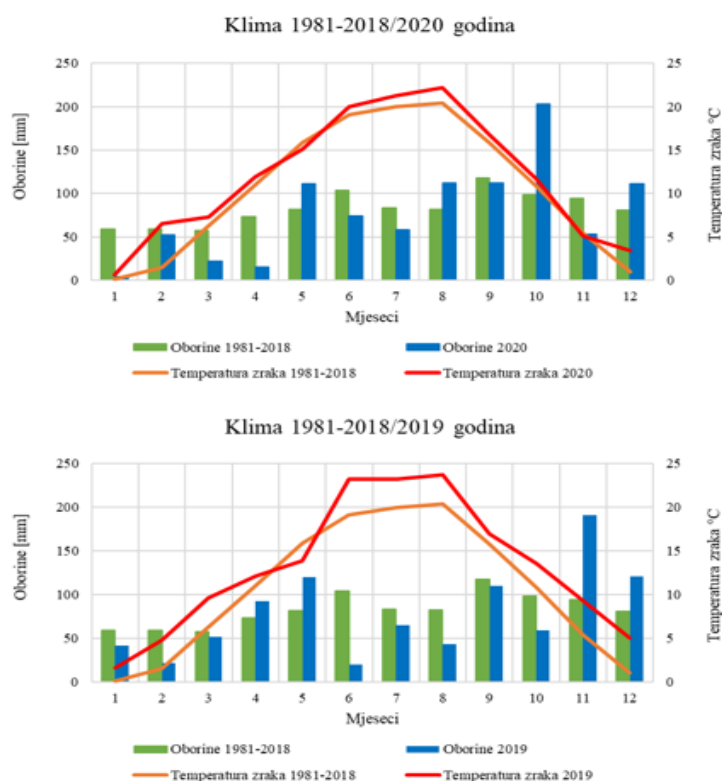 Klima 1981-2018/2020 godina
Oborine [mm]
250
200
150
100
50
0
25
20
15
10
5
0
Temperatura zraka °C
1 2 3 4 5 6 7 8 9 10 11 12
Mjeseci
Oborine 1981-2018 Oborine 2020
Temperatura zraka 1981-2018 Temperatura zraka 2020
Klima 1981-2018/2019 godina
Oborine [mm]
250
200
150
100
50
0
25
20
15
10
5
0
Temperatura zraka °C
1 2 3 4 5 6 7 8 9 10 11 12
Mjeseci
Oborine 1981-2018 Oborine 2019
Temperatura zraka 1981-2018 Temperatura zraka 2019